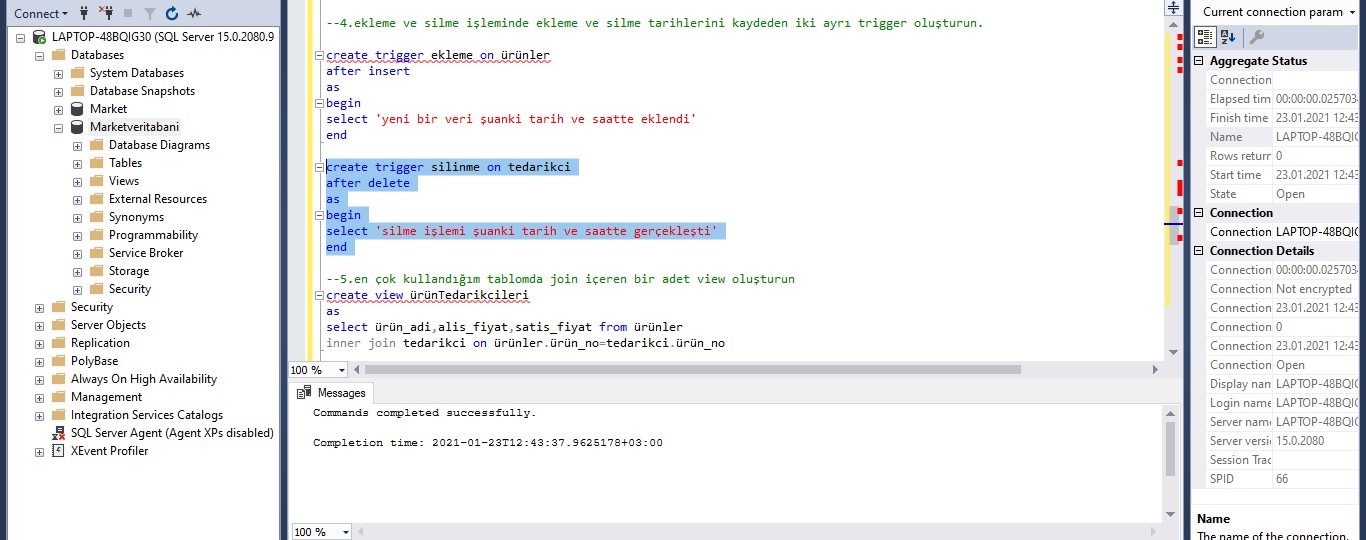 Connect
LAPTOP-48BQIG30 (SQL Server 15.0.2080.9
Databases
System Databases
Database Snapshots
Market
Marketveritabani
Database Diagrams
Tables
Views
External Resources
Synonyms
Programmability
Service Broker
Storage
Security
Security
Server Objects
Replication
PolyBase
Always On High Availability
Management
Integration Services Catalogs
SQL Server Agent (Agent XPs disabled)
XEvent Profiler
--4.ekleme ve silme işleminde ekleme ve silme tarihlerini kaydeden iki ayrı trigger oluşturun.
create trigger ekleme on ürünler
after insert
as
begin
select 'yeni bir veri şuanki tarih ve saatte eklendi'
end
create trigger silinme on tedarikci
after delete
as
begin
select 'silme işlemi şuanki tarih ve saatte gerçekleşti'
end
--5.en çok kullandığım tablomda join içeren bir adet view oluşturun
create view ürünTedarikcileri
as
select ürün_adi,alis_fiyat,satis_fiyat from ürünler
inner join tedarikci on ürünler.ürün_no=tedarikci.ürün_no
100 %
Messages
Commands completed successfully.
Completion time: 2021-01-23T12:43:37.9625178+03:00
100 %
Current connection param
Aggregate Status
Connection
Elapsed tim 00:00:00.025703
Finish time 23.01.2021 12:43
Name LAPTOP-48BQIG
Rows return 0
Start time 23.01.2021 12:43
State Open
Connection
Connection LAPTOP-48BQIG
Connection Details
Connection 00:00:00.025703
Connection Not encrypted
Connection 23.01.2021 12:43
Connection 0
Connection 23.01.2021 12:43
Connection Open
Display nam LAPTOP-48BQIG
Login name LAPTOP-48BQIG
Server name LAPTOP-48BQIG
Server versi 15.0.2080
Session Trac
SPID 66
Name
The name of the connection.